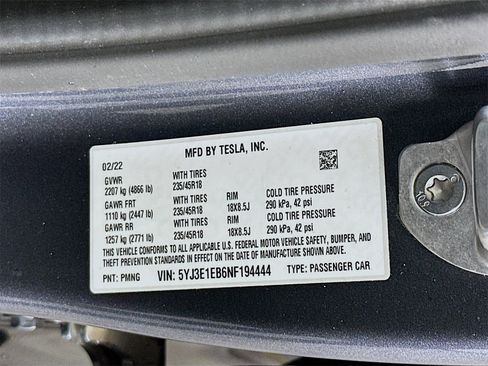 MFD BY TESLA, INC.
02/22
GVWR WITH TIRES
2207 kg (4866 lb) 235/45R18
GAWR FRT WITH TIRES RIM COLD TIRE PRESSURE
1110 kg (2447 lb) 235/45R18 18X8.5J 290 kPa, 42 psi
GAWR RR WITH TIRES RIM COLD TIRE PRESSURE
1257 kg (2771 lb) 235/45R18 18X8.5J 290 kPa, 42 psi
THIS VEHICLE CONFORMS TO ALL APPLICABLE U.S. FEDERAL MOTOR VEHICLE SAFETY, BUMPER, AND
THEFT PREVENTION STANDARDS IN EFFECT ON THE DATE OF MANUFACTURE SHOWN ABOVE.
PNT: PMNG VIN: 5YJ3E1EB6NF194444 TYPE: PASSENGER CAR